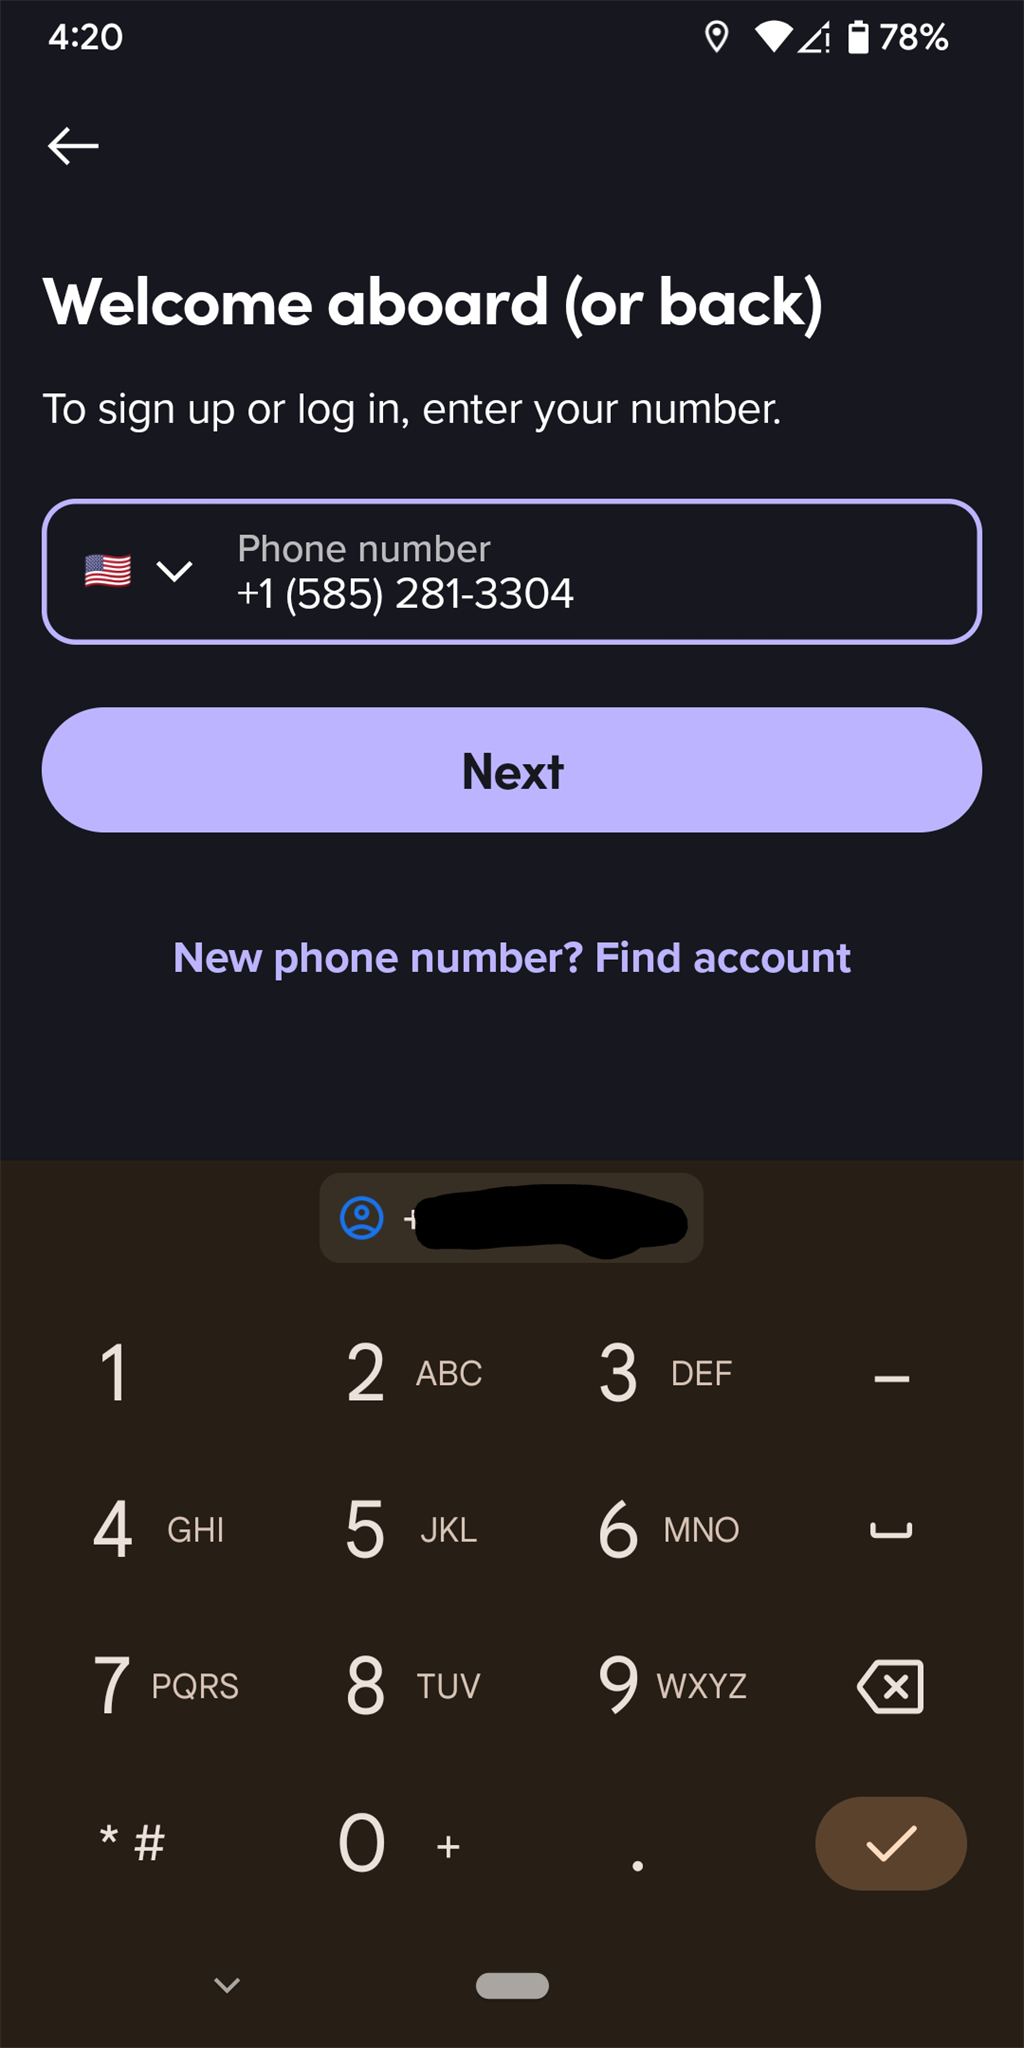 4:20 78%
Welcome aboard (or back)
To sign up or log in, enter your number.
Phone number
+1 (585) 281-3304
Next
New phone number? Find account
+
1 2 ABC 3 DEF –
4 GHI 5 JKL 6 MNO
7 PQRS 8 TUV 9 WXYZ
* # 0 + .